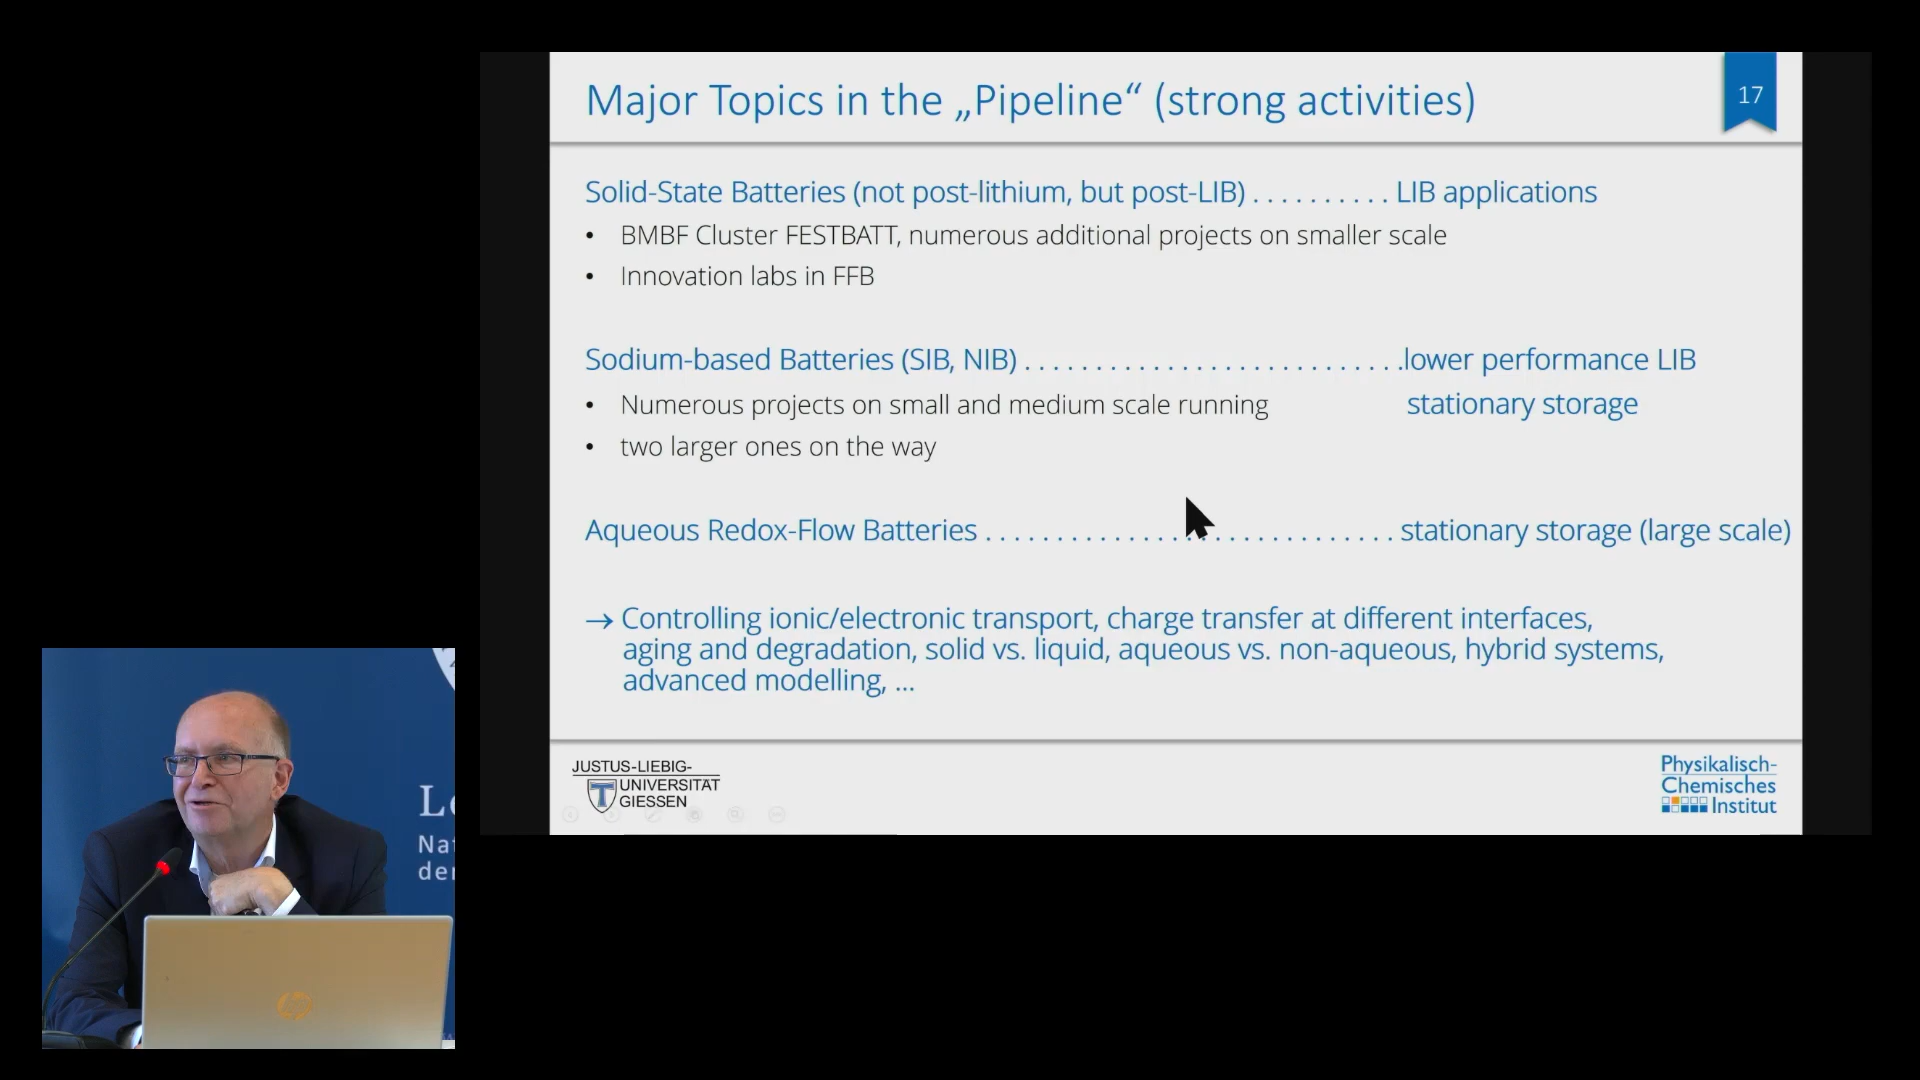 Major Topics in the „Pipeline“ (strong activities)
17
Solid-State Batteries (not post-lithium, but post-LIB) . . . . . . . . . . LIB applications
• BMBF Cluster FESTBATT, numerous additional projects on smaller scale
• Innovation labs in FFB
Sodium-based Batteries (SIB, NIB) . . . . . . . . . . . . . . . . . . . . . . . . . . .lower performance LIB
• Numerous projects on small and medium scale running stationary storage
• two larger ones on the way
Aqueous Redox-Flow Batteries . . . . . . . . . . . . . . . . . . . . . . . . . . . . . stationary storage (large scale)
→ Controlling ionic/electronic transport, charge transfer at different interfaces,
aging and degradation, solid vs. liquid, aqueous vs. non-aqueous, hybrid systems,
advanced modelling, ...
JUSTUS-LIEBIG-
UNIVERSITÄT
GIESSEN
Physikalisch-
Chemisches
Institut